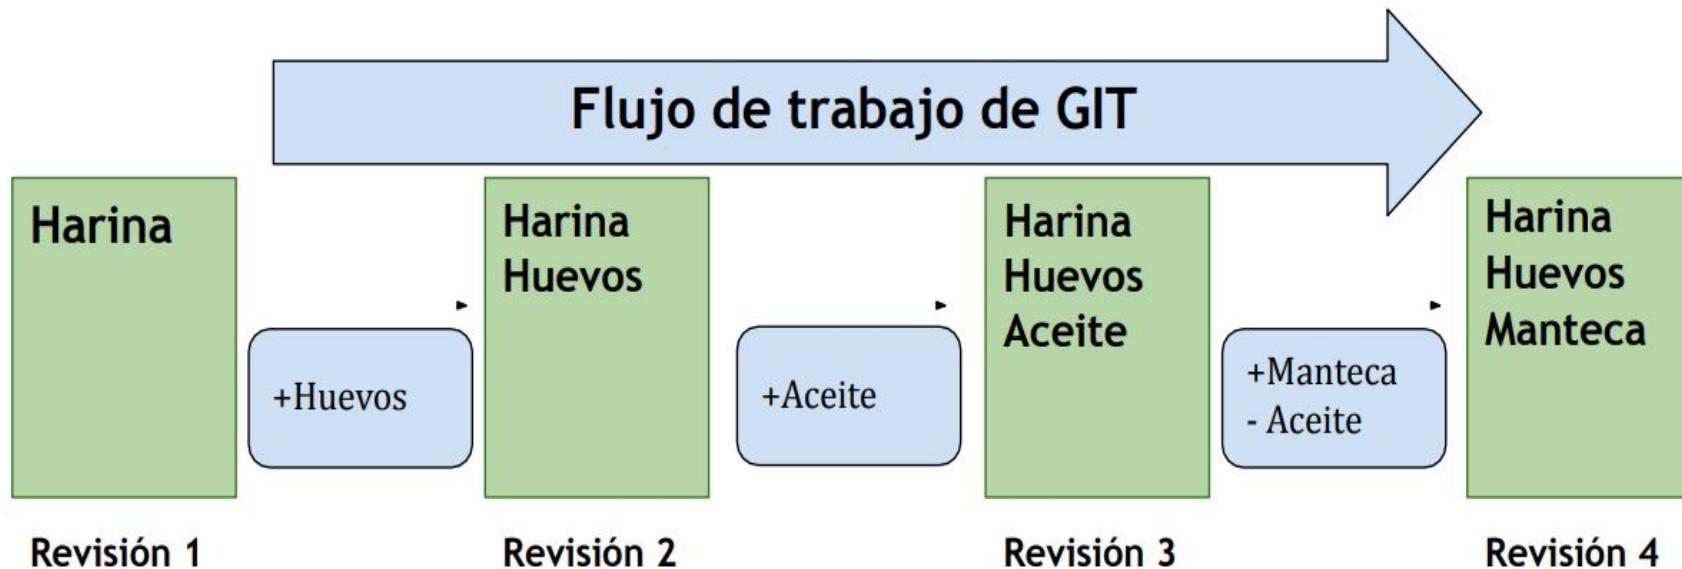 Flujo de trabajo de GIT
Harina
Harina
Huevos
Harina
Huevos
Aceite
Harina
Huevos
Manteca
+Huevos
+Aceite
+Manteca
- Aceite
Revisión 1
Revisión 2
Revisión 3
Revisión 4